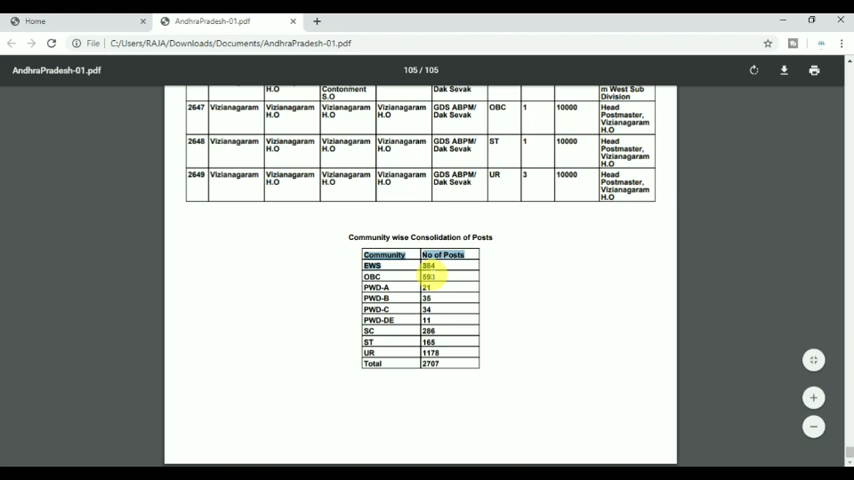 Home
AndhraPradesh-01.pdf
File
C:/Users/RAJA/Downloads/Documents/AndhraPradesh-01.pdf
AndhraPradesh-01.pdf
105 / 105
H.O Contonment S.O Dak Sevak m West Sub Division
2647 Vizianagaram Vizianagaram H.O Vizianagaram H.O Vizianagaram H.O GDS ABPM/ Dak Sevak OBC 1 10000 Head Postmaster, Vizianagaram H.O
2648 Vizianagaram Vizianagaram H.O Vizianagaram H.O Vizianagaram H.O GDS ABPM/ Dak Sevak ST 1 10000 Head Postmaster, Vizianagaram H.O
2649 Vizianagaram Vizianagaram H.O Vizianagaram H.O Vizianagaram H.O GDS ABPM/ Dak Sevak UR 3 10000 Head Postmaster, Vizianagaram H.O
Community wise Consolidation of Posts
Community No of Posts
EWS 384
OBC 593
PWD-A 21
PWD-B 35
PWD-C 34
PWD-DE 11
SC 286
ST 165
UR 1178
Total 2707